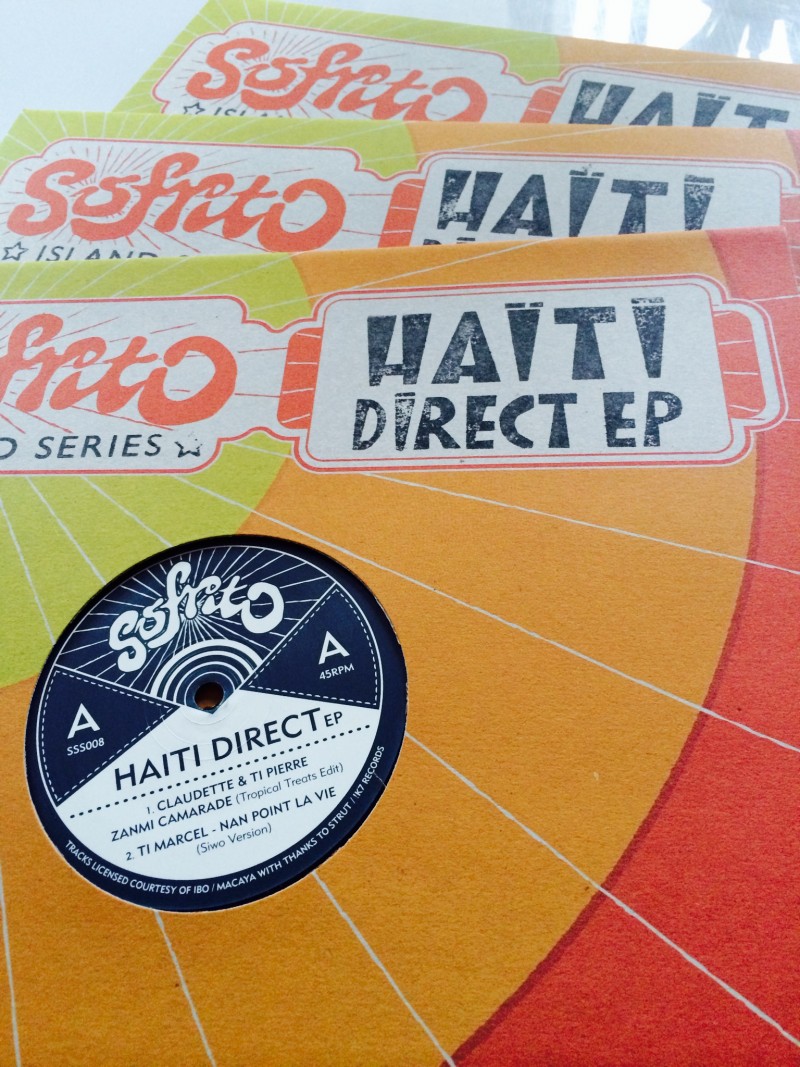 Sofrito
HAÏT
Sofrito
HAÏTI
ISLAND
frito
HAÏTI
DIRECT EP
SERIES
Sofrito
A
45RPM
A
SSS008
HAITI DIRECT EP
1. CLAUDETTE & TI PIERRE
ZANMI CAMARADE (Tropical Treats Edit)
2. TI MARCEL - NAN POINT LA VIE
(Siwo Version)
TRACKS LICENSED COURTESY OF IBO / MACAYA WITH THANKS TO STRUT / !K7 RECORDS